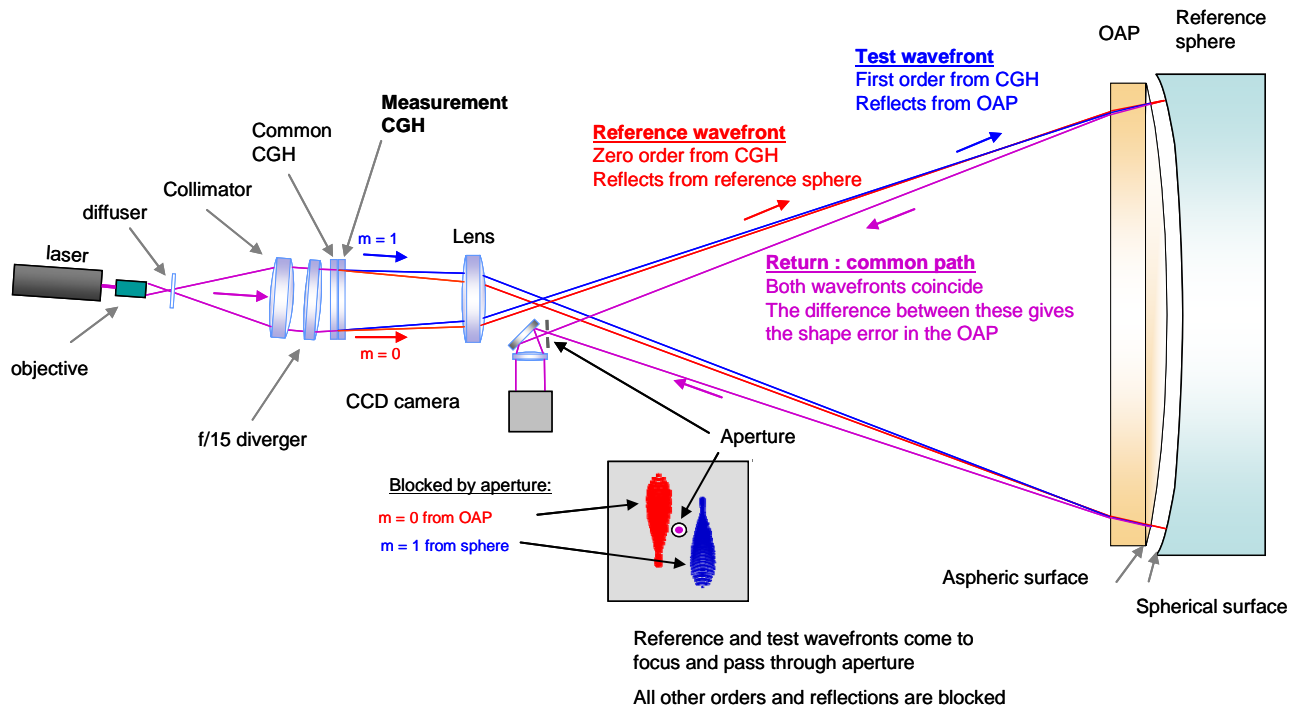 Reference
sphere
OAP
Test wavefront
First order from CGH
Reflects from OAP
Measurement
CGH
Common
CGH
Reference wavefront
Zero order from CGH
Reflects from reference sphere
Collimator
diffuser
laser
m = 1
Lens
Return : common path
Both wavefronts coincide
The difference between these gives
the shape error in the OAP
m = 0
objective
CCD camera
f/15 diverger
Aperture
Blocked by aperture:
m = 0 from OAP
m = 1 from sphere
Aspheric surface
Spherical surface
Reference and test wavefronts come to
focus and pass through aperture
All other orders and reflections are blocked